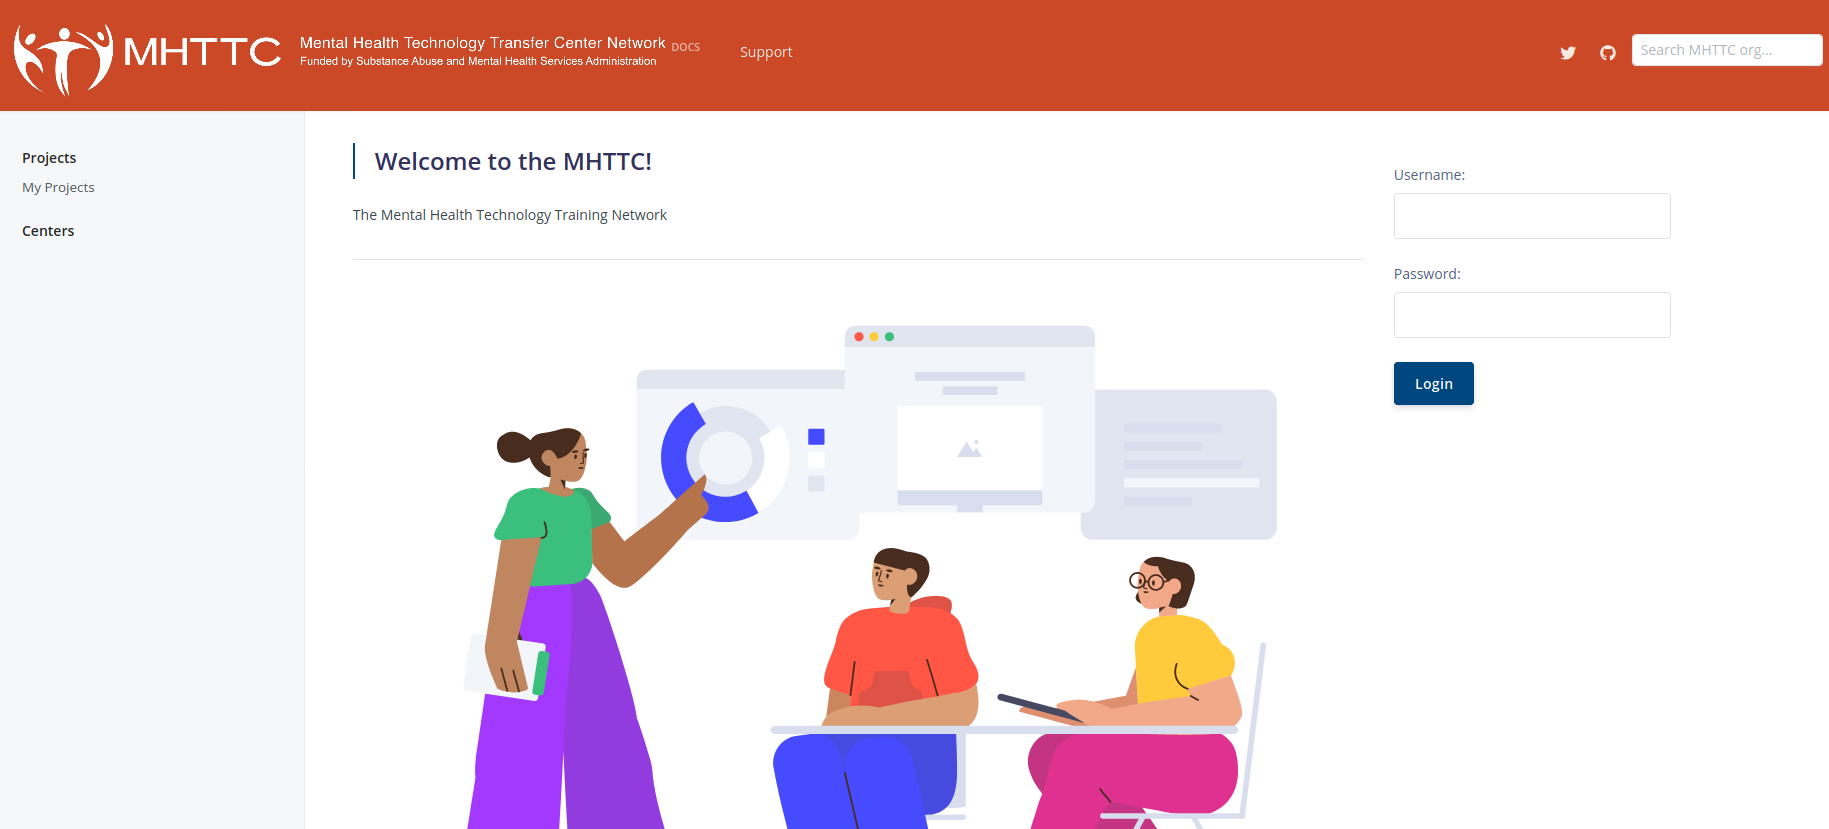 MHTTC
Mental Health Technology Transfer Center Network
Funded by Substance Abuse and Mental Health Services Administration
DOCS
Support
Search MHTTC org...
Projects
My Projects
Centers
Welcome to the MHTTC!
The Mental Health Technology Training Network
Username:
Password:
Login